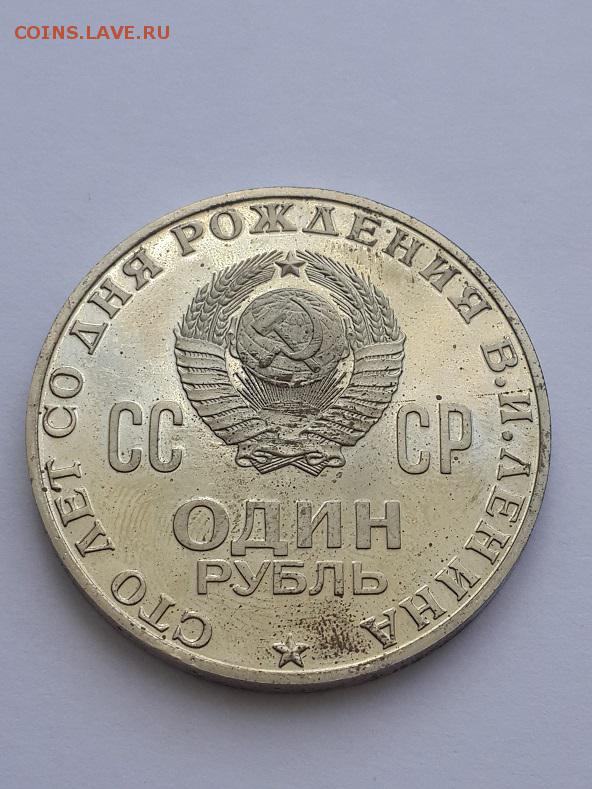 COINS.LAVE.RU
СТО ЛЕТ СО ДНЯ РОЖДЕНИЯ В.И.ЛЕНИНА
СС СР
ОДИН
РУБЛЬ